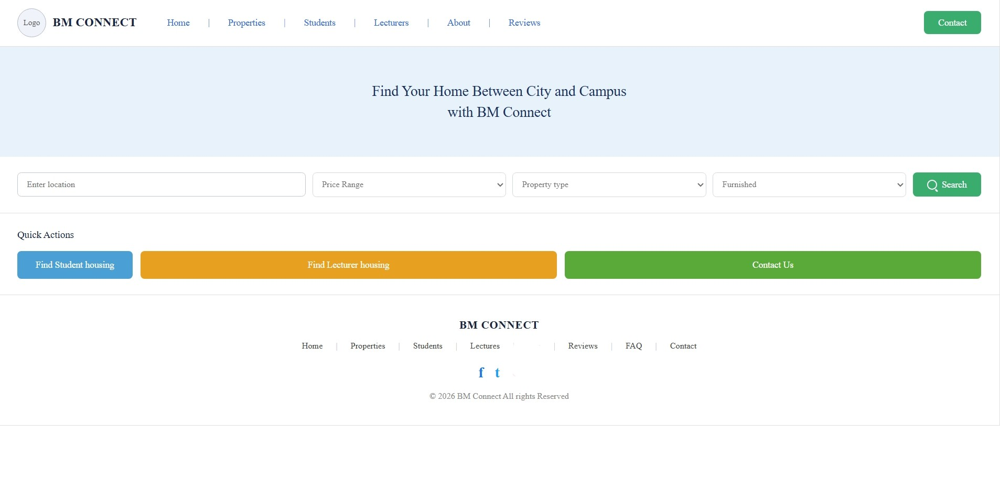 Logo BM CONNECT Home | Properties | Students | Lecturers | About | Reviews Contact
Find Your Home Between City and Campus
with BM Connect
Enter location Price Range Property type Furnished Search
Quick Actions
Find Student housing Find Lecturer housing Contact Us
BM CONNECT
Home | Properties | Students | Lectures | Reviews | FAQ | Contact
f t
© 2026 BM Connect All rights Reserved